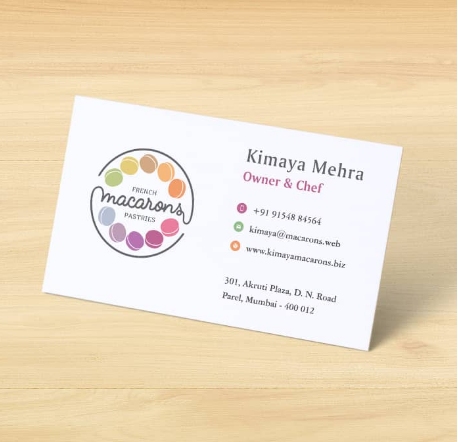 FRENCH
macarons
PASTRIES
Kimaya Mehra
Owner & Chef
+91 91548 84564
kimaya@macarons.web
www.kimayamacarons.biz
301, Akruti Plaza, D. N. Road
Parel, Mumbai - 400 012